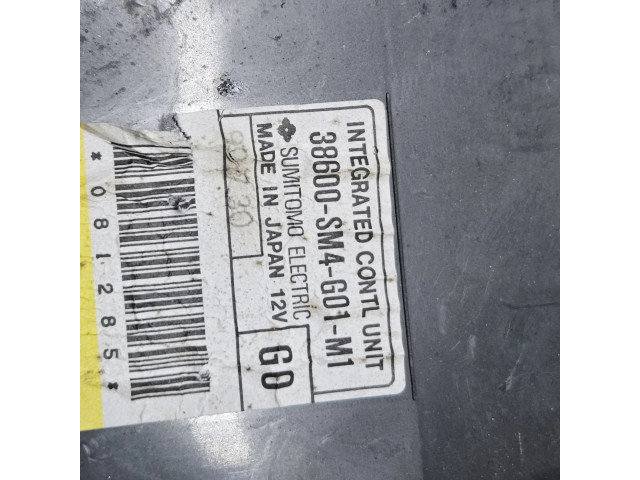 INTEGRATED CONTL UNIT
38600-SM4-G01-M1
SUMITOMO ELECTRIC
MADE IN JAPAN 12V
G0
*081285*